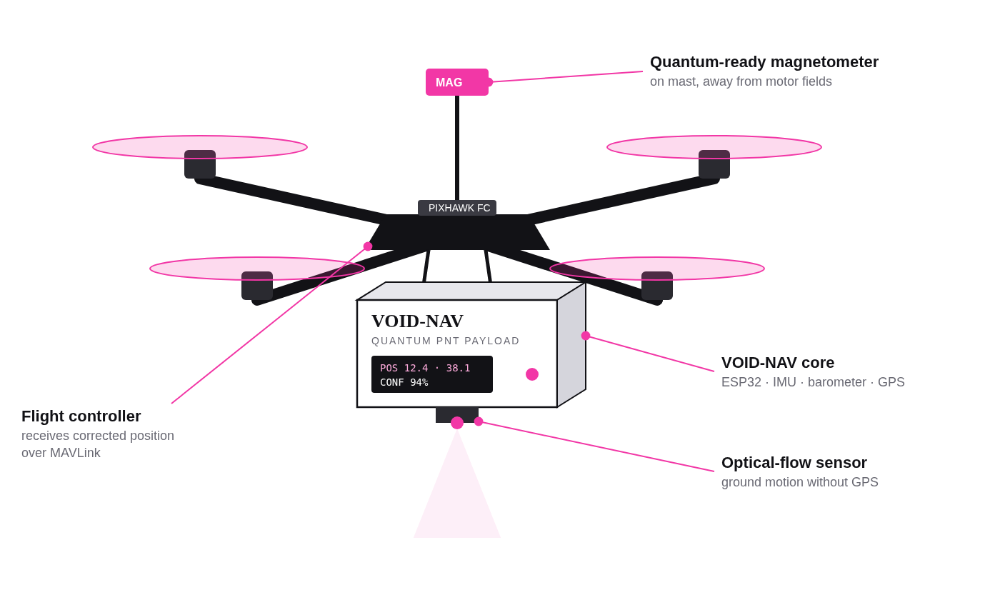 Quantum-ready magnetometer
on mast, away from motor fields
MAG
PIXHAWK FC
VOID-NAV
QUANTUM PNT PAYLOAD
POS 12.4 · 38.1
CONF 94%
VOID-NAV core
ESP32 · IMU · barometer · GPS
Flight controller
receives corrected position
over MAVLink
Optical-flow sensor
ground motion without GPS